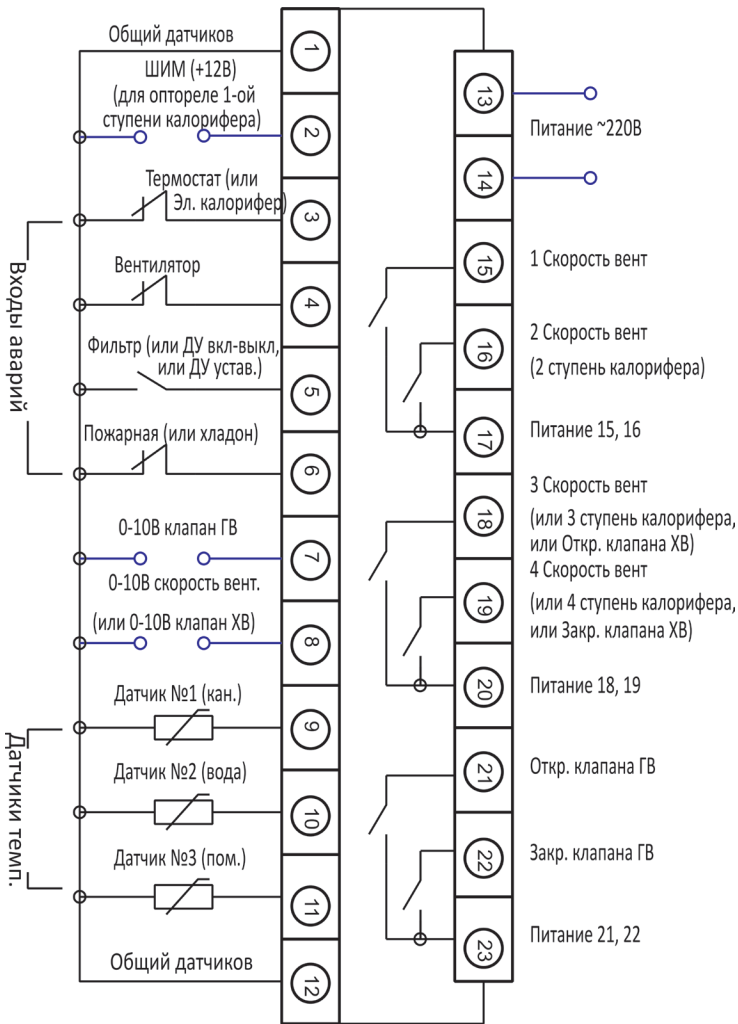 Общий датчиков
1
ШИМ (+12В)
(для оптореле 1-ой
ступени калорифера)
2
Термостат (или
Эл. калорифер)
3
Вентилятор
4
Фильтр (или ДУ вкл-выкл,
или ДУ устав.)
5
Пожарная (или хладон)
6
Входы аварий
0-10В клапан ГВ
7
0-10В скорость вент.
(или 0-10В клапан ХВ)
8
Датчик №1 (кан.)
9
Датчик №2 (вода)
10
Датчик №3 (пом.)
11
Датчики темп.
Общий датчиков
12
13
Питание ~220В
14
15
1 Скорость вент
16
2 Скорость вент
(2 ступень калорифера)
17
Питание 15, 16
18
3 Скорость вент
(или 3 ступень калорифера,
или Откр. клапана ХВ)
19
4 Скорость вент
(или 4 ступень калорифера,
или Закр. клапана ХВ)
20
Питание 18, 19
21
Откр. клапана ГВ
22
Закр. клапана ГВ
23
Питание 21, 22